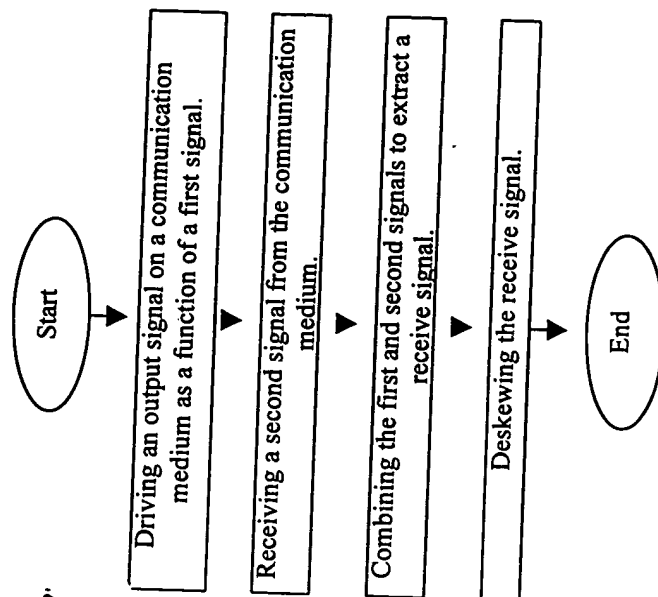 Start
Driving an output signal on a communication
medium as a function of a first signal.
Receiving a second signal from the communication
medium.
Combining the first and second signals to extract a
receive signal.
Deskewing the receive signal.
End